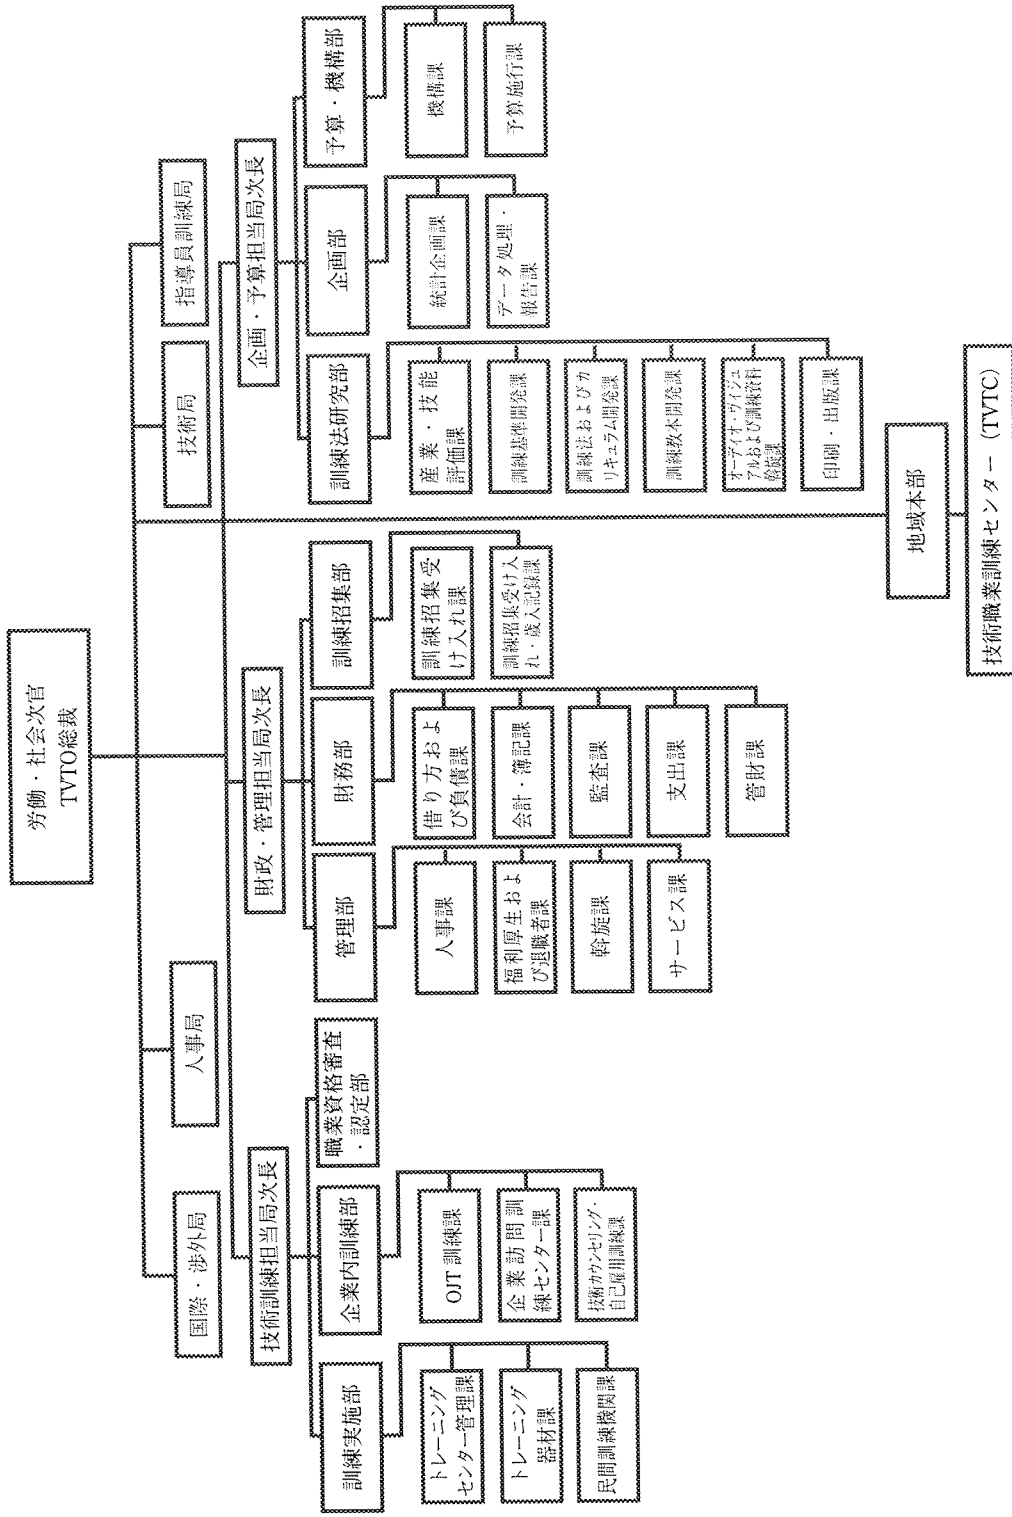 労働・社会次官
TVTO総裁
国際・渉外局
人事局
技術局
指導員訓練局
技術訓練担当局次長
財政・管理担当局次長
企画・予算担当局次長
訓練実施部
企業内訓練部
職業資格審査
・認定部
管理部
財務部
訓練招集部
訓練法研究部
企画部
予算・機構部
トレーニング
センター管理課
トレーニング
器材課
民間訓練機関課
OJT訓練課
企業訪問訓
練センター課
技術カウンセリング・
自己雇用訓練課
人事課
福利厚生およ
び退職者課
斡旋課
サービス課
借り方およ
び負債課
会計・簿記課
監査課
支出課
管財課
訓練招集受
け入れ課
訓練招集受け入
れ・歳入記録課
産業・技能
評価課
訓練基準開発課
訓練法およびカ
リキュラム開発課
訓練教本開発課
オーディオ・ヴィジュ
アルおよび訓練資料
斡旋課
印刷・出版課
統計企画課
データ処理・
報告課
機構課
予算施行課
地域本部
技術職業訓練センター (TVTC)